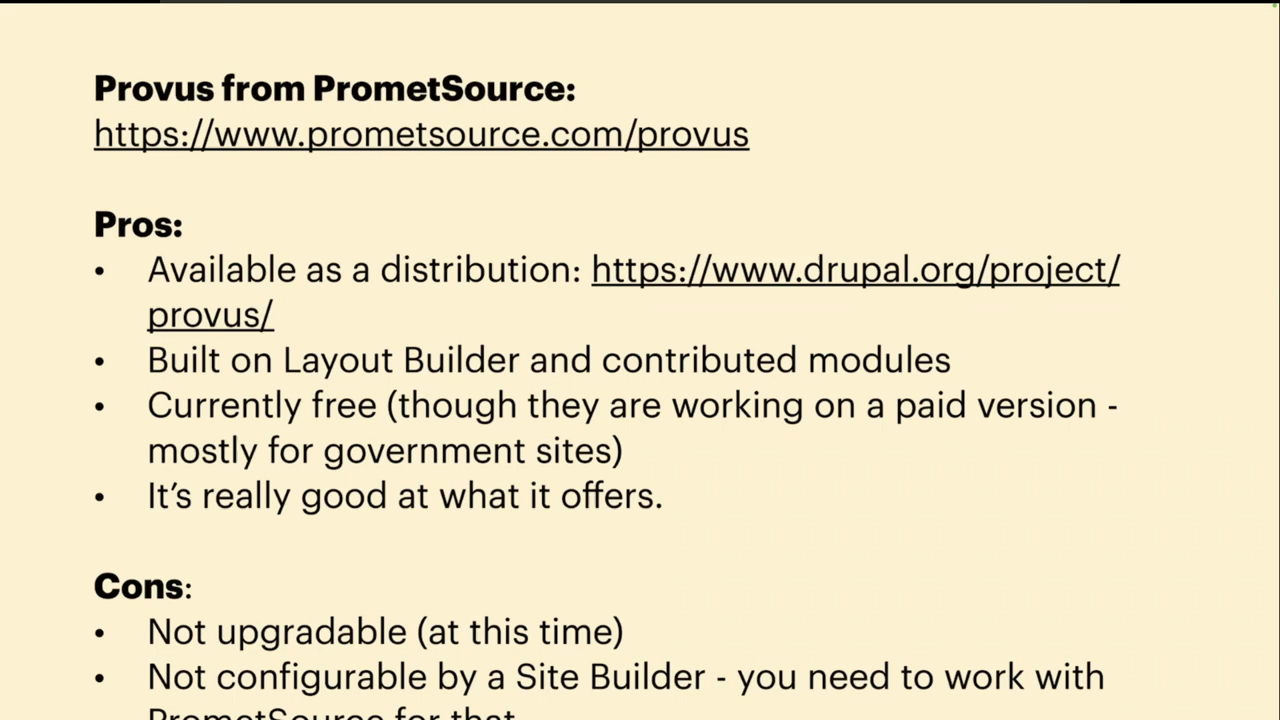 Provus from PrometSource:
https://www.prometsource.com/provus
Pros:
• Available as a distribution: https://www.drupal.org/project/
provus/
• Built on Layout Builder and contributed modules
• Currently free (though they are working on a paid version -
mostly for government sites)
• It's really good at what it offers.
Cons:
• Not upgradable (at this time)
• Not configurable by a Site Builder - you need to work with
PrometSource for that